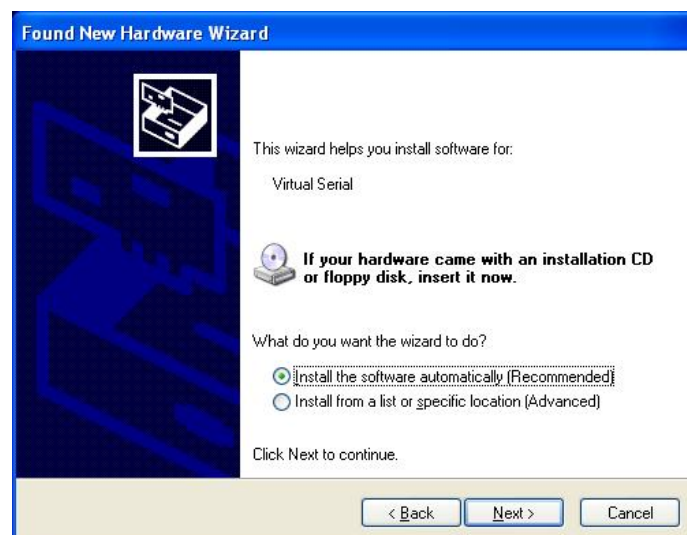 Found New Hardware Wizard
This wizard helps you install software for:
Virtual Serial
If your hardware came with an installation CD
or floppy disk, insert it now.
What do you want the wizard to do?
Install the software automatically (Recommended)
Install from a list or specific location (Advanced)
Click Next to continue.
< Back Next > Cancel